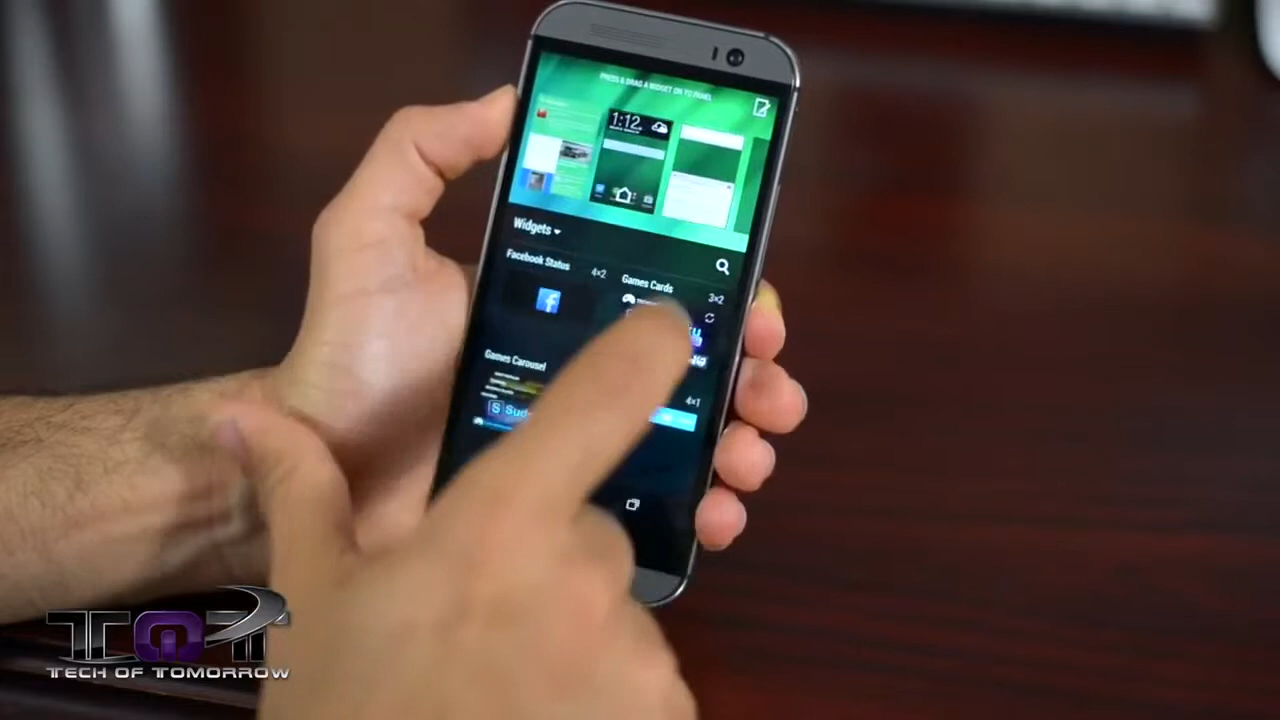 PRESS & DRAG A WIDGET ON TO PANEL
1:12
Widgets
Facebook Status
4×2
Games Cards
3×2
Games Carousel
4×1
TOT
TECH OF TOMORROW